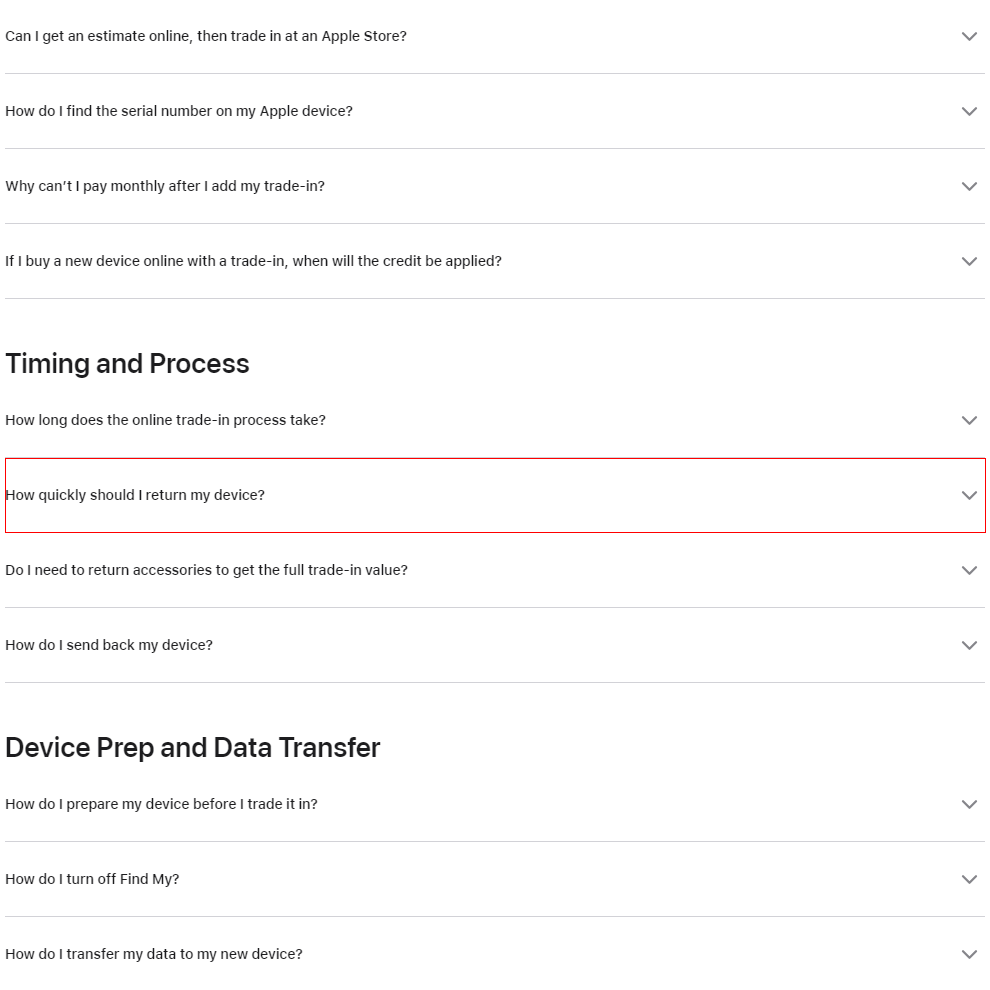 Can I get an estimate online, then trade in at an Apple Store?
How do I find the serial number on my Apple device?
Why can’t I pay monthly after I add my trade-in?
If I buy a new device online with a trade-in, when will the credit be applied?
Timing and Process
How long does the online trade-in process take?
How quickly should I return my device?
Do I need to return accessories to get the full trade-in value?
How do I send back my device?
Device Prep and Data Transfer
How do I prepare my device before I trade it in?
How do I turn off Find My?
How do I transfer my data to my new device?